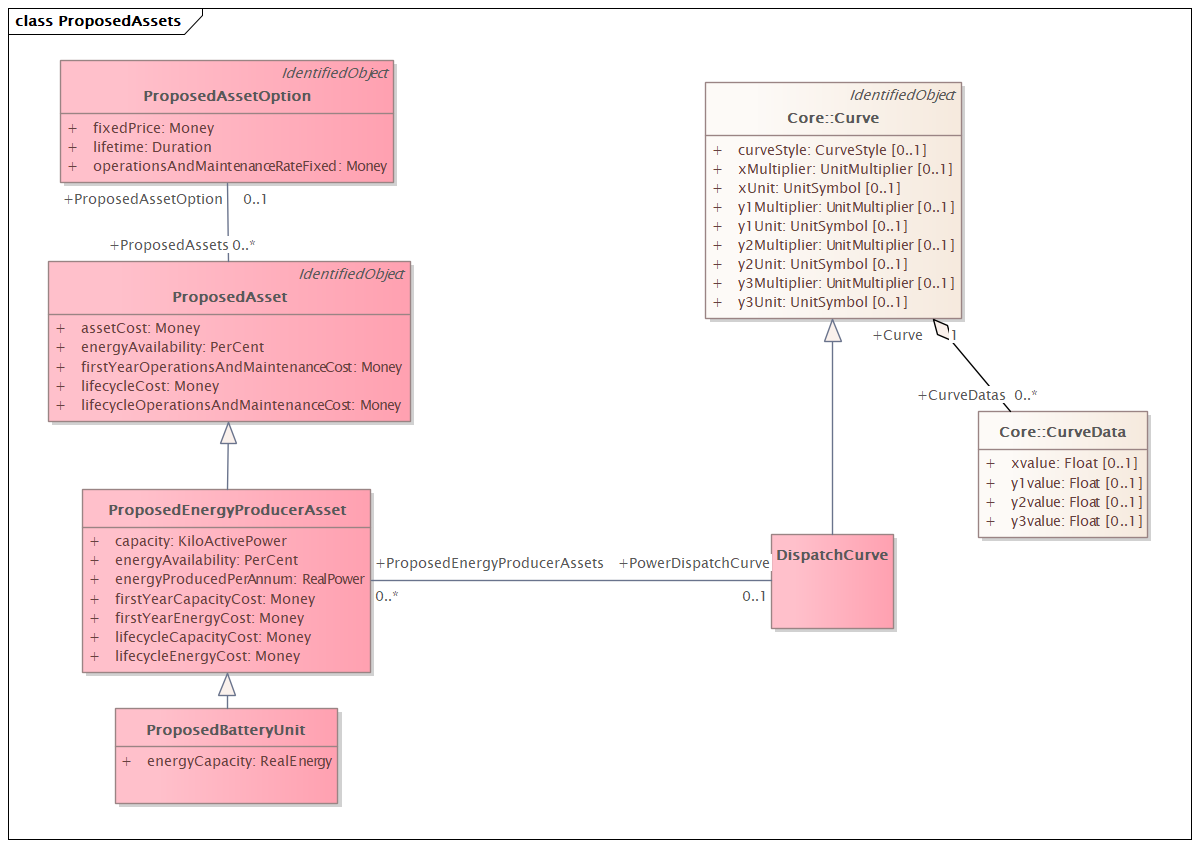 class ProposedAssets
IdentifiedObject
ProposedAssetOption
+ fixedPrice: Money
+ lifetime: Duration
+ operationsAndMaintenanceRateFixed: Money
+ProposedAssetOption 0..1
+ProposedAssets 0..*
IdentifiedObject
ProposedAsset
+ assetCost: Money
+ energyAvailability: PerCent
+ firstYearOperationsAndMaintenanceCost: Money
+ lifecycleCost: Money
+ lifecycleOperationsAndMaintenanceCost: Money
ProposedEnergyProducerAsset
+ capacity: KiloActivePower
+ energyAvailability: PerCent
+ energyProducedPerAnnum: RealPower
+ firstYearCapacityCost: Money
+ firstYearEnergyCost: Money
+ lifecycleCapacityCost: Money
+ lifecycleEnergyCost: Money
ProposedBatteryUnit
+ energyCapacity: RealEnergy
+ProposedEnergyProducerAssets +PowerDispatchCurve
0..* 0..1
IdentifiedObject
Core::Curve
+ curveStyle: CurveStyle [0..1]
+ xMultiplier: UnitMultiplier [0..1]
+ xUnit: UnitSymbol [0..1]
+ y1Multiplier: UnitMultiplier [0..1]
+ y1Unit: UnitSymbol [0..1]
+ y2Multiplier: UnitMultiplier [0..1]
+ y2Unit: UnitSymbol [0..1]
+ y3Multiplier: UnitMultiplier [0..1]
+ y3Unit: UnitSymbol [0..1]
+Curve 1
+CurveDatas 0..*
Core::CurveData
+ xvalue: Float [0..1]
+ y1value: Float [0..1]
+ y2value: Float [0..1]
+ y3value: Float [0..1]
DispatchCurve